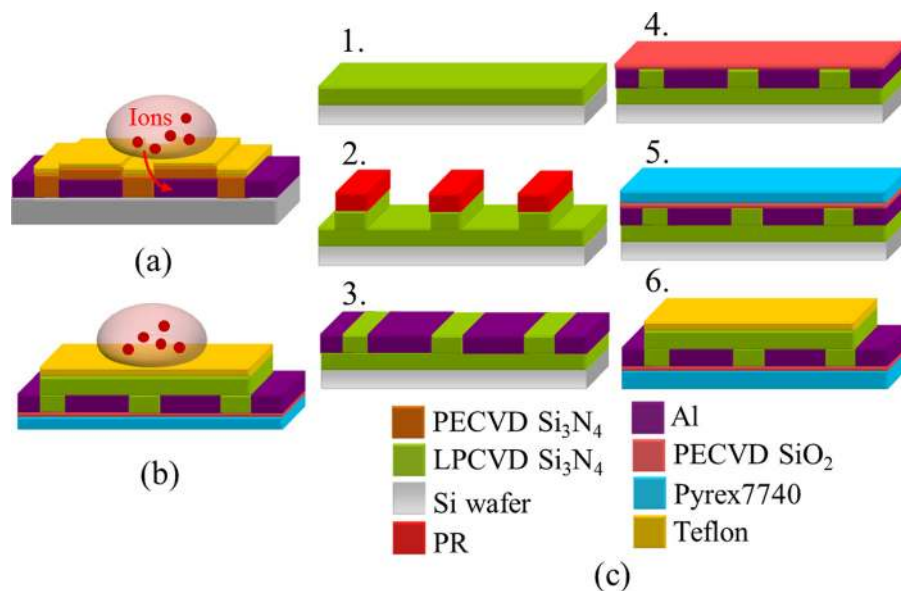 Ions
(a)
(b)
1.
2.
3.
4.
5.
6.
PECVD Si₃N₄
LPCVD Si₃N₄
Si wafer
PR
Al
PECVD SiO₂
Pyrex7740
Teflon
(c)